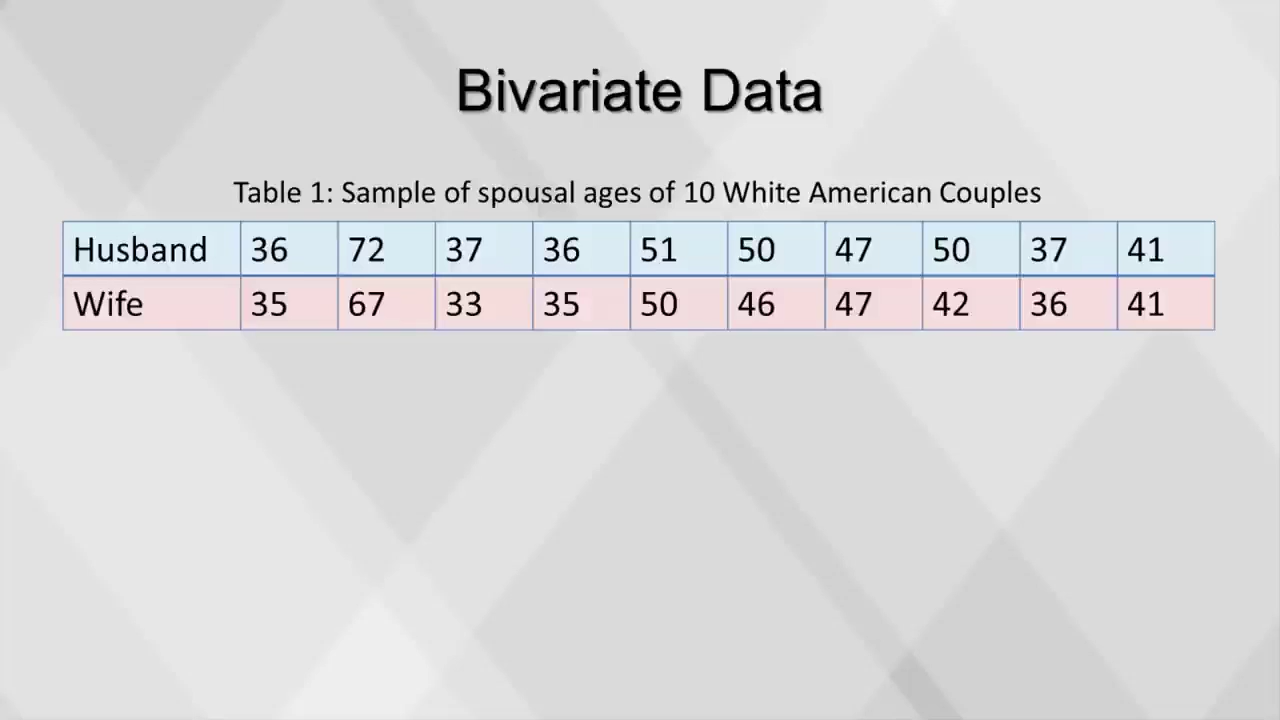 Bivariate Data
Table 1: Sample of spousal ages of 10 White American Couples
Husband 36 72 37 36 51 50 47 50 37 41
Wife 35 67 33 35 50 46 47 42 36 41